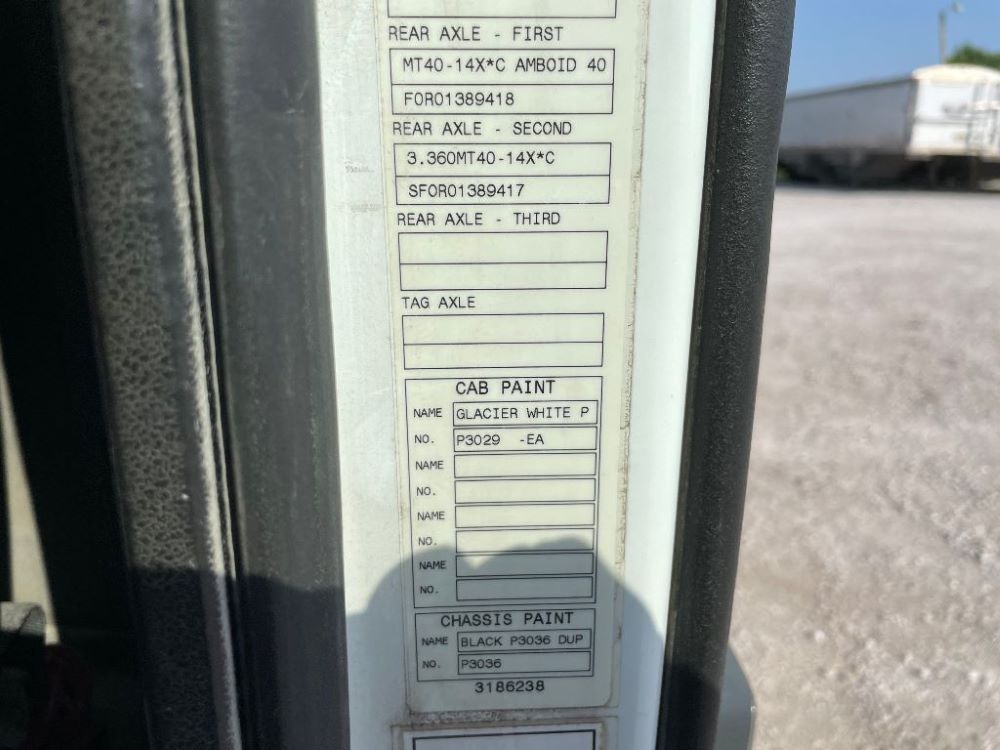 REAR AXLE - FIRST
MT40-14X*C AMBOID 40
FORO1389418
REAR AXLE - SECOND
3.360MT40-14X*C
SFORO1389417
REAR AXLE - THIRD
TAG AXLE
CAB PAINT
NAME GLACIER WHITE P
NO. P3029 -EA
NAME
NO.
NAME
NO.
NAME
NO.
CHASSIS PAINT
NAME BLACK P3036 DUP
NO. P3036
3186238